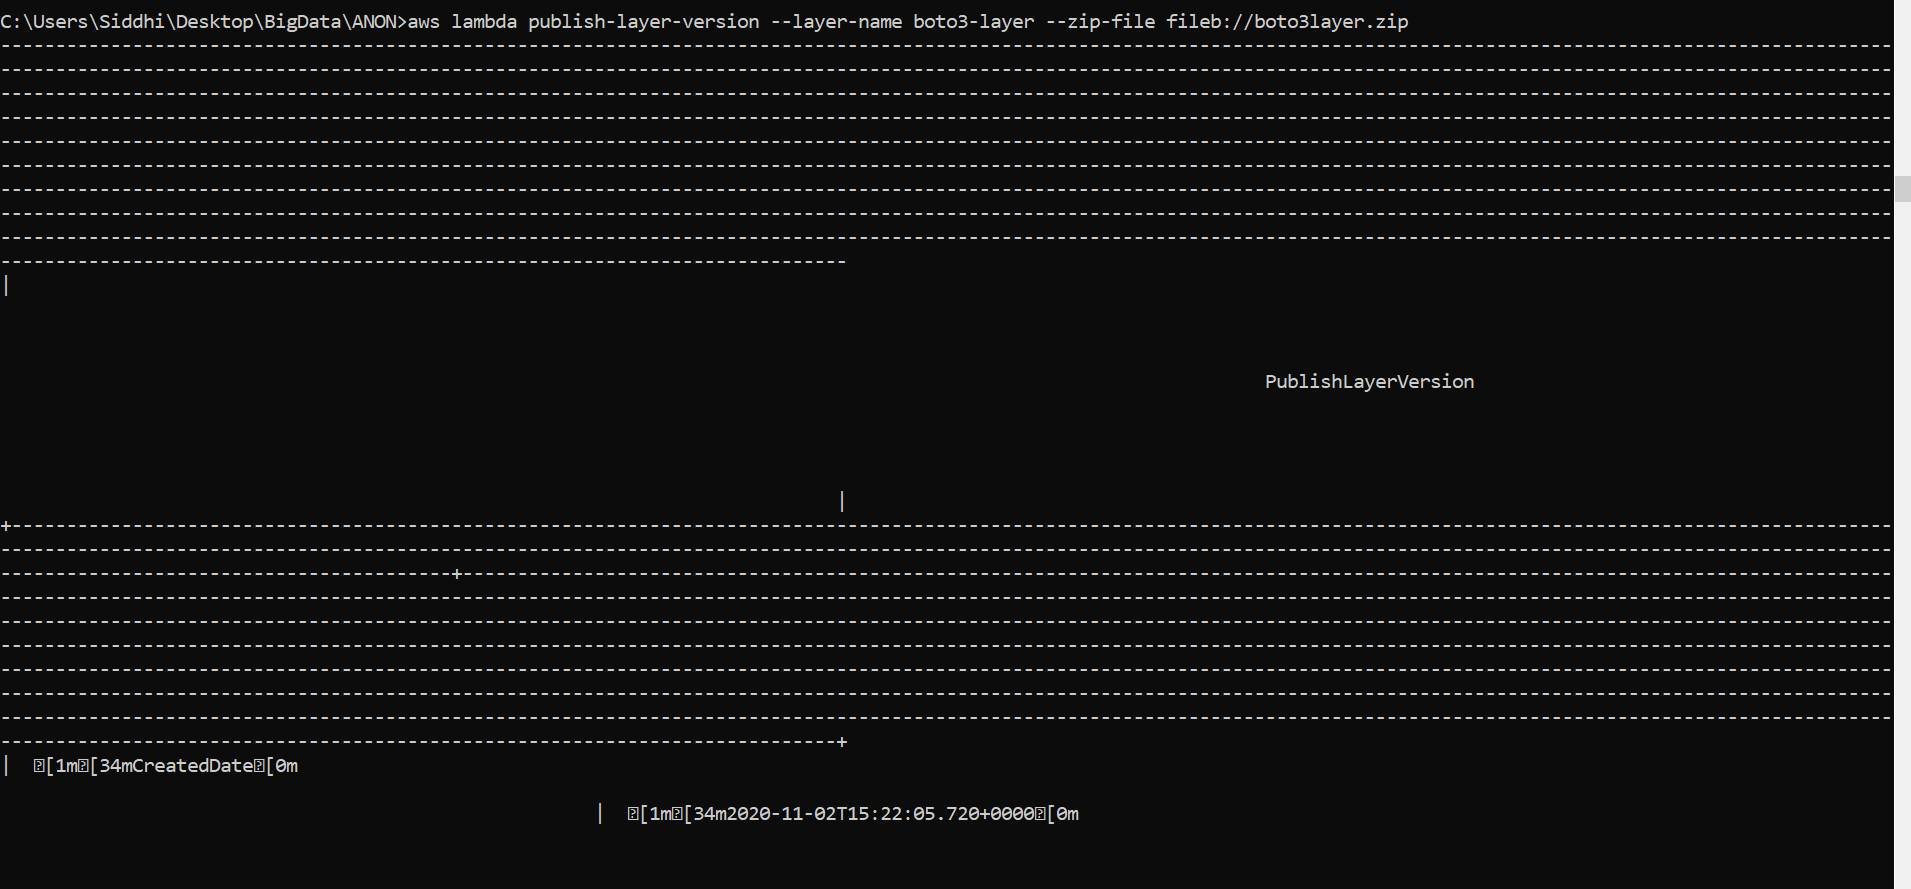 C:\Users\Siddhi\Desktop\BigData\ANON>aws lambda publish-layer-version --layer-name boto3-layer --zip-file fileb://boto3layer.zip
PublishLayerVersion
| ⍰[1m⍰[34mCreatedDate⍰[0m
| ⍰[1m⍰[34m2020-11-02T15:22:05.720+0000⍰[0m